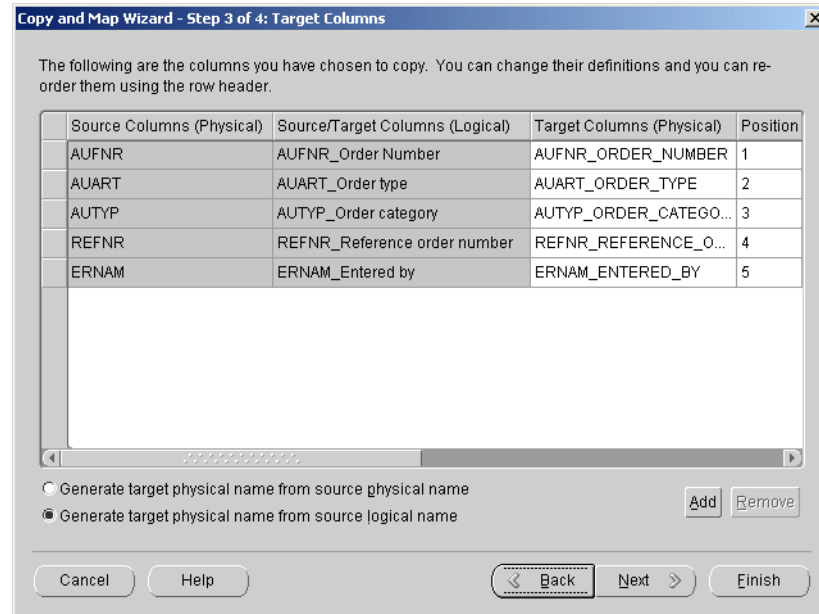 Copy and Map Wizard - Step 3 of 4: Target Columns
The following are the columns you have chosen to copy. You can change their definitions and you can re-
order them using the row header.
Source Columns (Physical) Source/Target Columns (Logical) Target Columns (Physical) Position
AUFNR AUFNR_Order Number AUFNR_ORDER_NUMBER 1
AUART AUART_Order type AUART_ORDER_TYPE 2
AUTYP AUTYP_Order category AUTYP_ORDER_CATEGO... 3
REFNR REFNR_Reference order number REFNR_REFERENCE_O... 4
ERNAM ERNAM_Entered by ERNAM_ENTERED_BY 5
Generate target physical name from source physical name
Generate target physical name from source logical name
Add Remove
Cancel Help Back Next Finish